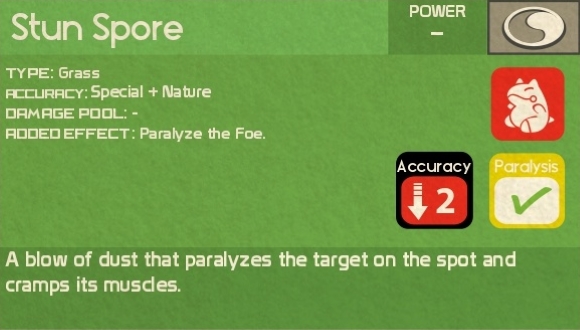 Stun Spore
POWER
–
TYPE: Grass
ACCURACY: Special + Nature
DAMAGE POOL: -
ADDED EFFECT: Paralyze the Foe.
Accuracy
2
Paralysis
A blow of dust that paralyzes the target on the spot and
cramps its muscles.